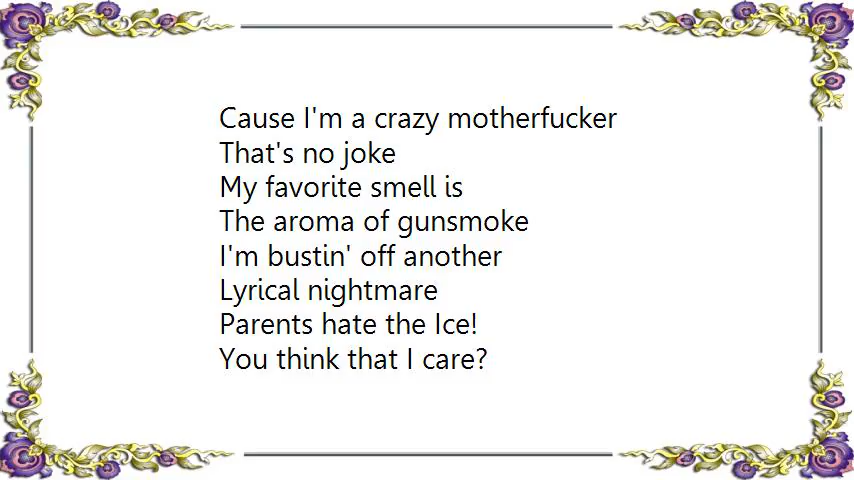 Cause I'm a crazy motherfucker
That's no joke
My favorite smell is
The aroma of gunsmoke
I'm bustin' off another
Lyrical nightmare
Parents hate the Ice!
You think that I care?